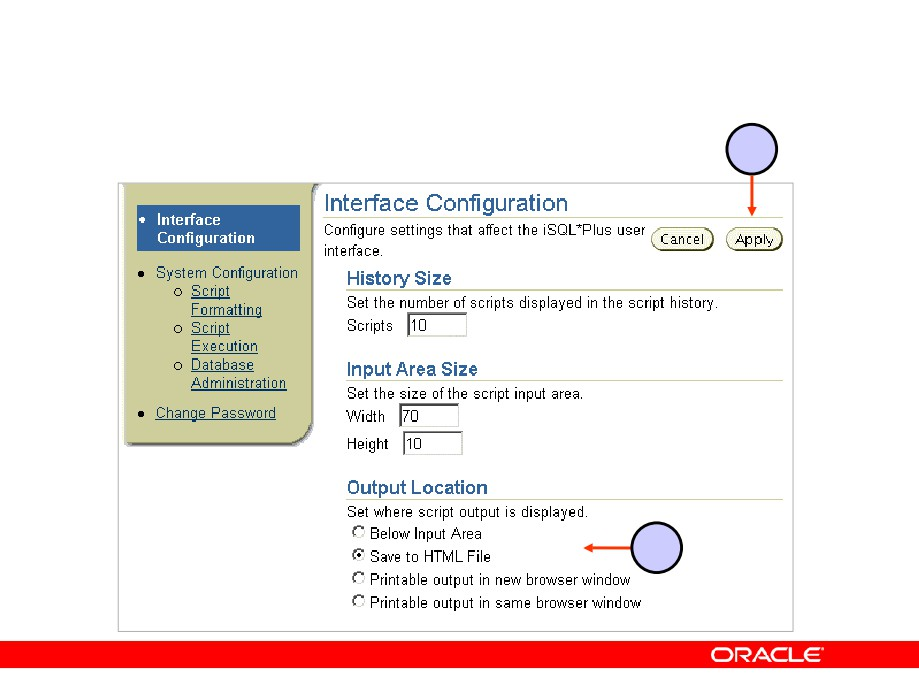 Interface
Configuration
System Configuration
Script
Formatting
Script
Execution
Database
Administration
Change Password
Interface Configuration
Configure settings that affect the iSQL*Plus user
interface.
Cancel
Apply
History Size
Set the number of scripts displayed in the script history.
Scripts 10
Input Area Size
Set the size of the script input area.
Width 70
Height 10
Output Location
Set where script output is displayed.
Below Input Area
Save to HTML File
Printable output in new browser window
Printable output in same browser window
ORACLE